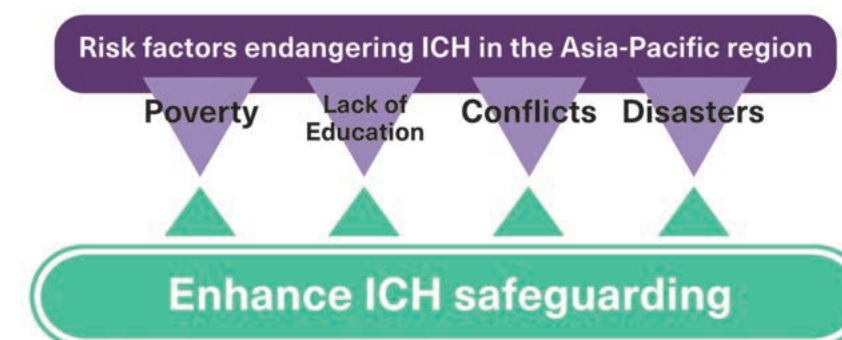 Risk factors endangering ICH in the Asia-Pacific region
Poverty
Lack of
Education
Conflicts
Disasters
Enhance ICH safeguarding